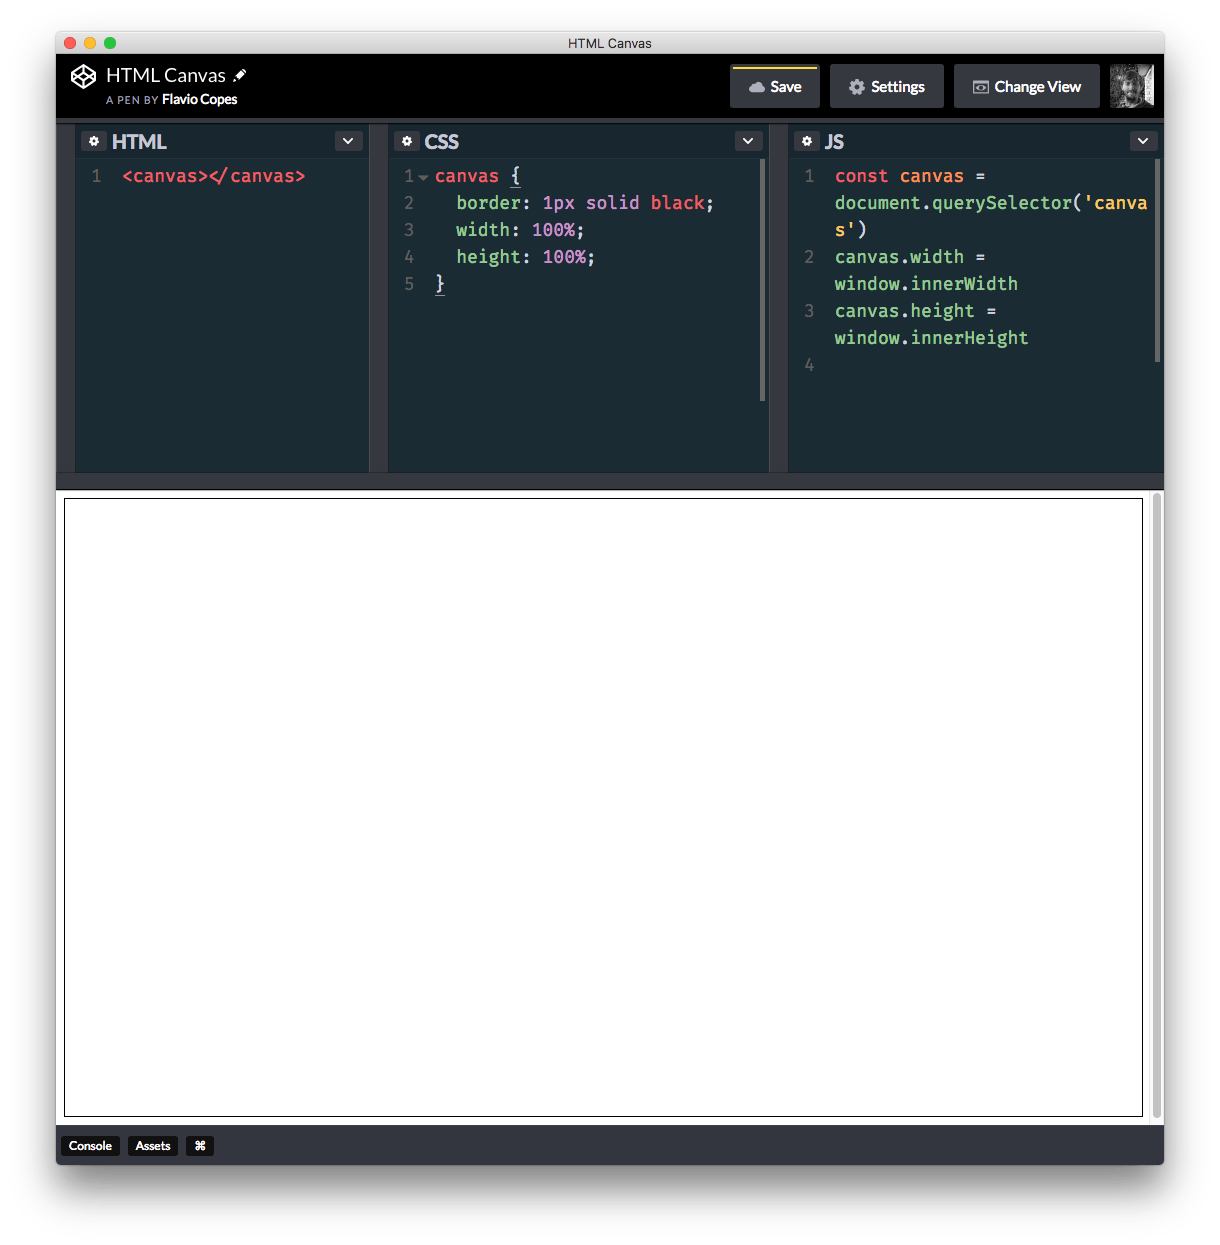 HTML Canvas
HTML Canvas
A PEN BY Flavio Copes
Save
Settings
Change View
HTML
1 <canvas></canvas>
CSS
1 canvas {
2 border: 1px solid black;
3 width: 100%;
4 height: 100%;
5 }
JS
1 const canvas =
document.querySelector('canva
s')
2 canvas.width =
window.innerWidth
3 canvas.height =
window.innerHeight
4
Console
Assets
⌘